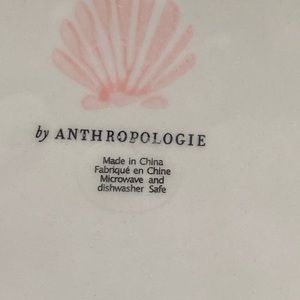 by ANTHROPOLOGIE
Made in China
Fabriqué en Chine
Microwave and
dishwasher Safe